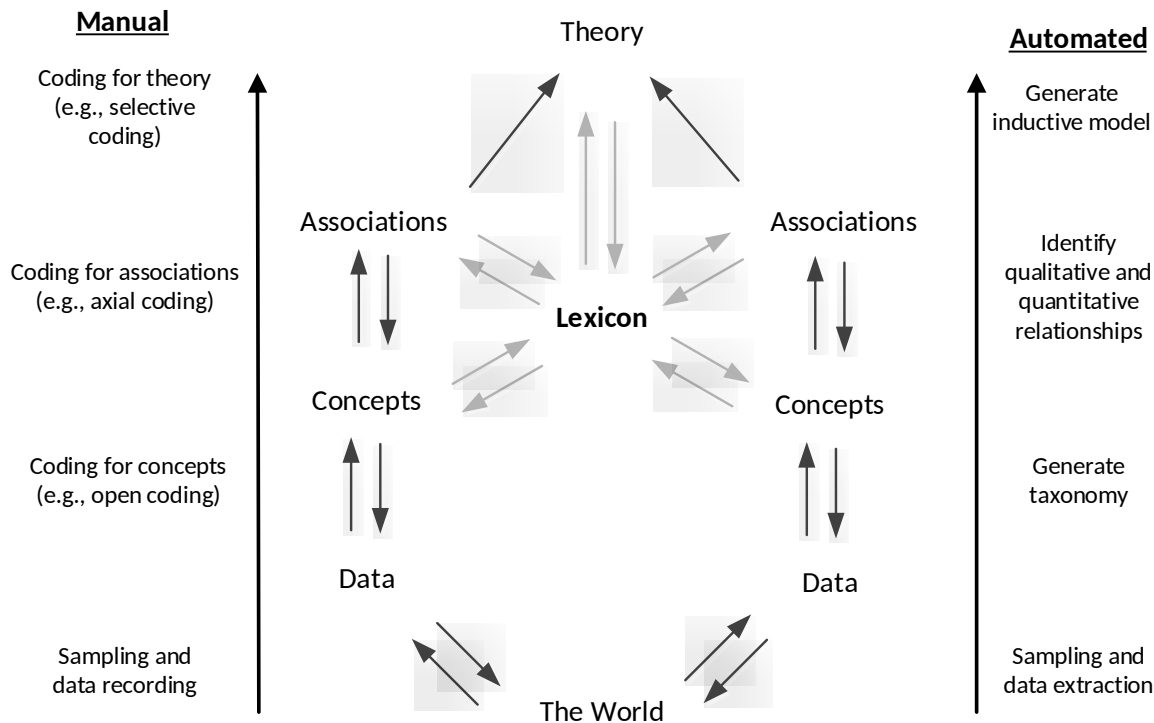 Manual
Theory
Automated
Coding for theory
(e.g., selective
coding)
Generate
inductive model
Associations
Associations
Coding for associations
(e.g., axial coding)
Identify
qualitative and
quantitative
relationships
Lexicon
Concepts
Concepts
Coding for concepts
(e.g., open coding)
Generate
taxonomy
Data
Data
Sampling and
data recording
Sampling and
data extraction
The World